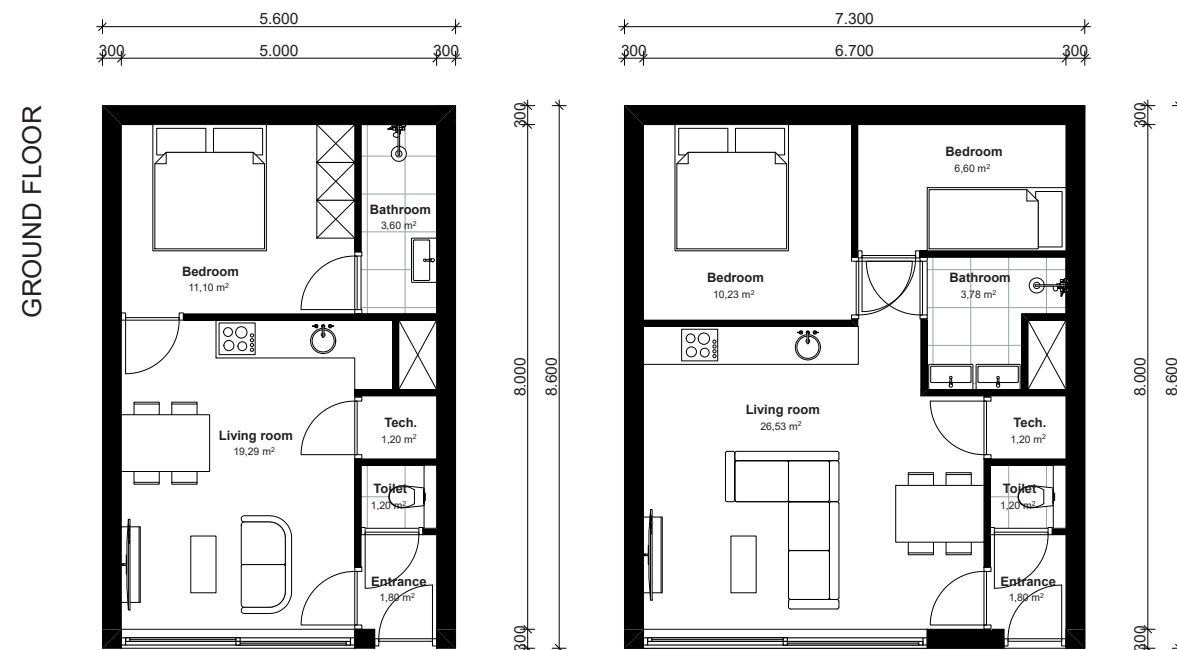 5.600
300 5.000 300
7.300
300 6.700 300
GROUND FLOOR
300
8.000
300
8.600
300
8.000
300
8.600
Bathroom
3,60 m²
Bedroom
11,10 m²
Living room
19,29 m²
Tech.
1,20 m²
Toilet
1,20 m²
Entrance
1,80 m²
Bedroom
6,60 m²
Bedroom
10,23 m²
Bathroom
3,78 m²
Living room
26,53 m²
Tech.
1,20 m²
Toilet
1,20 m²
Entrance
1,80 m²